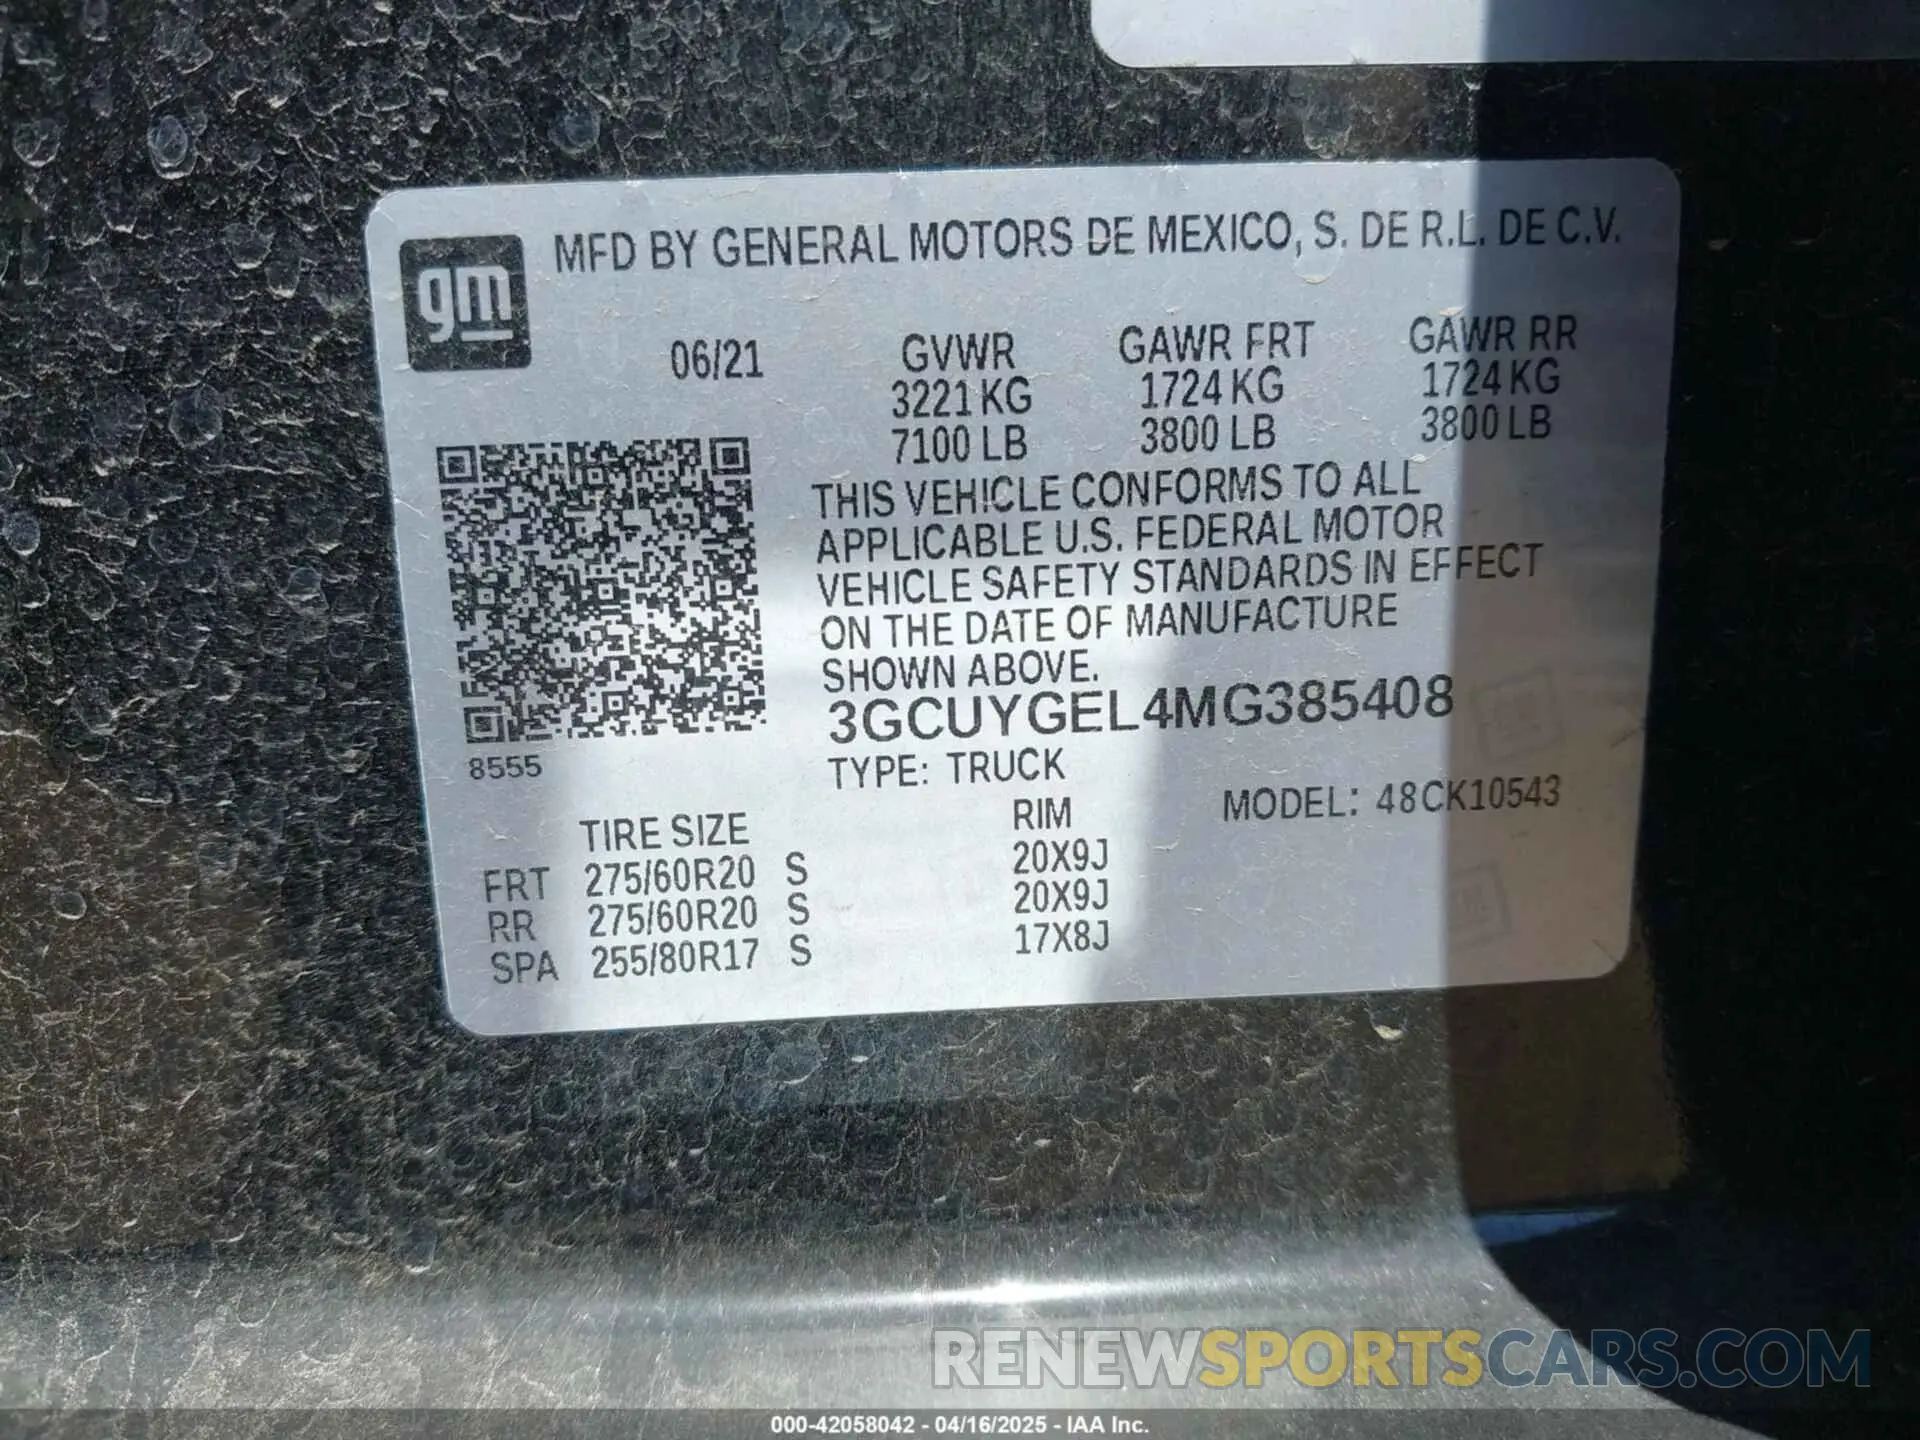 gm
MFD BY GENERAL MOTORS DE MEXICO, S. DE R.L. DE C.V.
06/21 GVWR GAWR FRT GAWR RR
3221 KG 1724 KG 1724 KG
7100 LB 3800 LB 3800 LB
THIS VEHICLE CONFORMS TO ALL
APPLICABLE U.S. FEDERAL MOTOR
VEHICLE SAFETY STANDARDS IN EFFECT
ON THE DATE OF MANUFACTURE
SHOWN ABOVE.
3GCUYGEL4MG385408
8555
TYPE: TRUCK
MODEL: 48CK10543
TIRE SIZE RIM
FRT 275/60R20 S 20X9J
RR 275/60R20 S 20X9J
SPA 255/80R17 S 17X8J
RENEWSPORTSCARS.COM
000-42058042 - 04/16/2025 - IAA Inc.